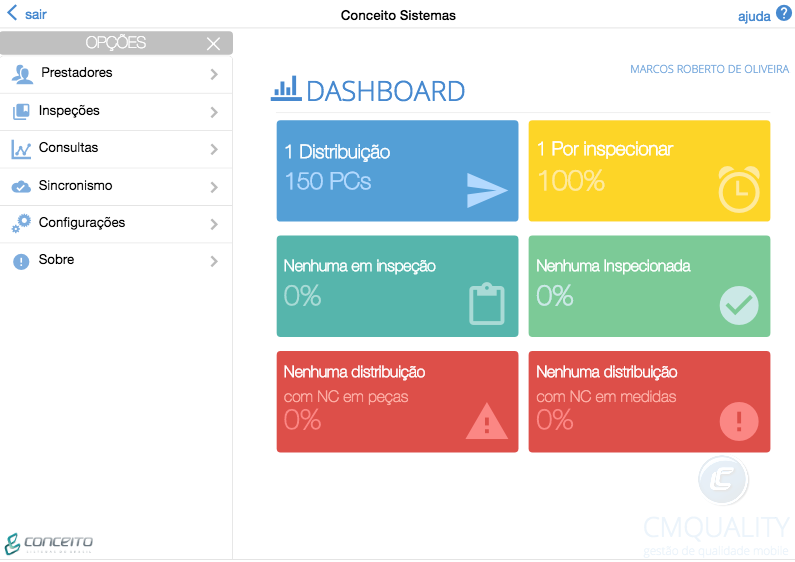 sair
Conceito Sistemas
ajuda ?
OPÇÕES
Prestadores
Inspeções
Consultas
Sincronismo
Configurações
Sobre
MARCOS ROBERTO DE OLIVEIRA
DASHBOARD
1 Distribuição
150 PCs
1 Por inspecionar
100%
Nenhuma em inspeção
0%
Nenhuma Inspecionada
0%
Nenhuma distribuição
com NC em peças
0%
Nenhuma distribuição
com NC em medidas
0%
CMQUALITY
gestão de qualidade mobile
conceito